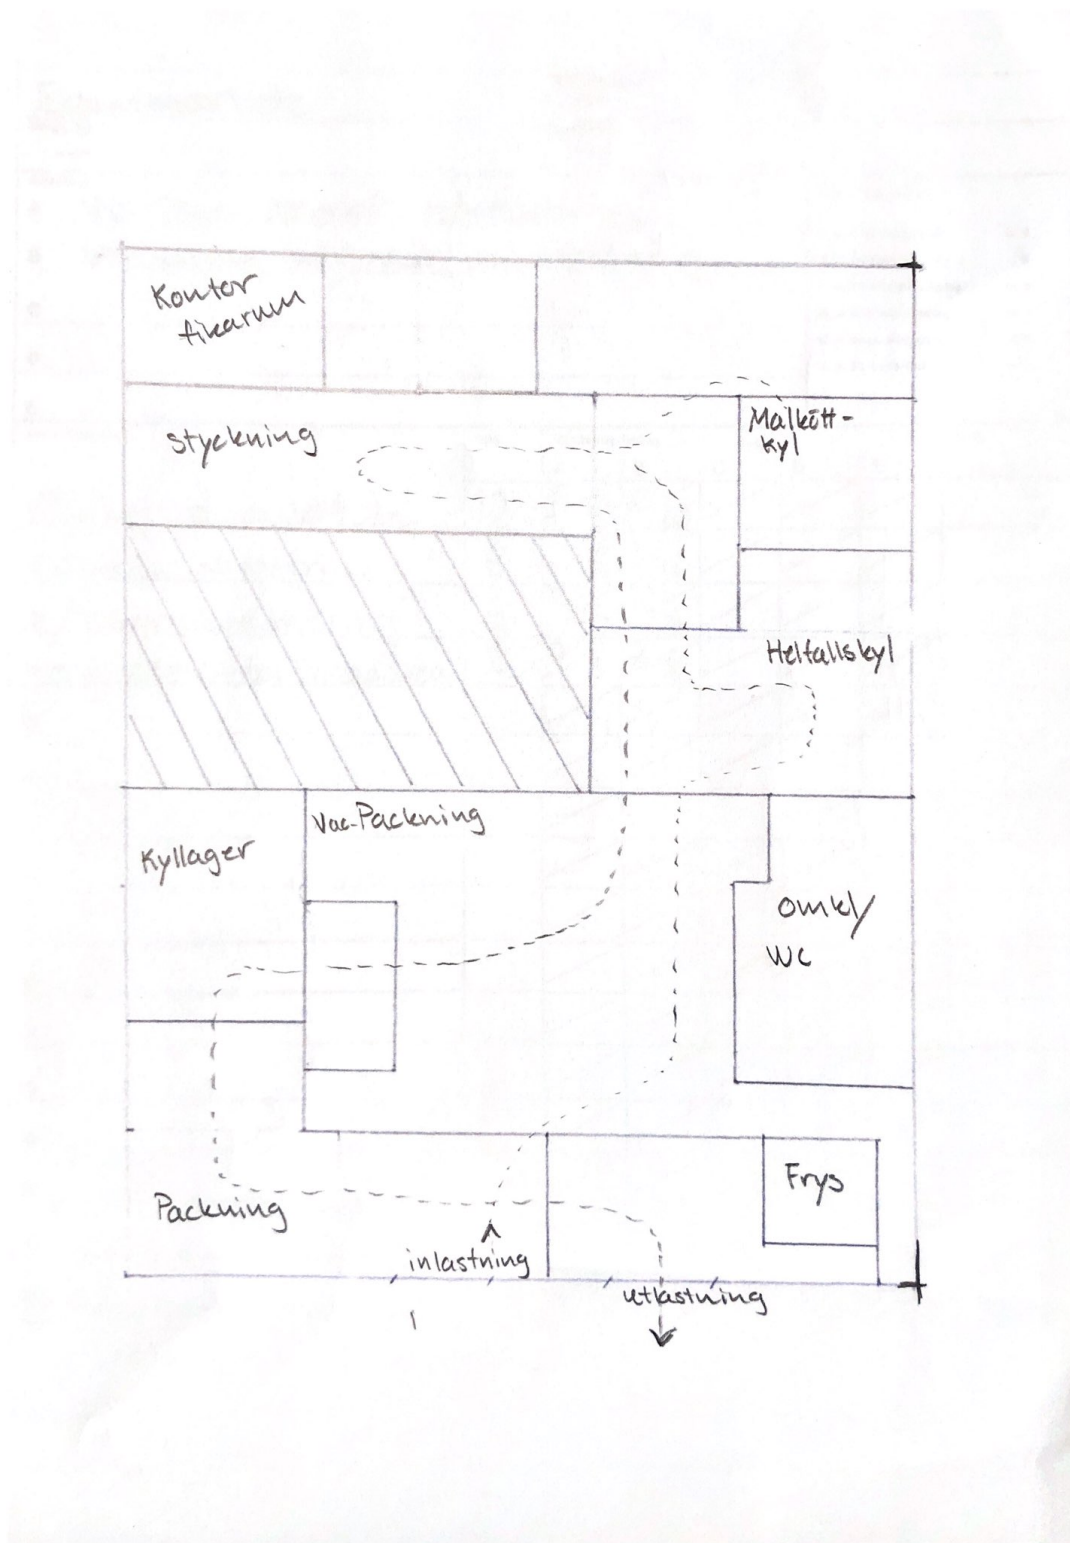 Kontor
fikarum
Styckning
Malkött-
kyl
Helfallskyl
Vac-Packning
Kyllager
omkl/
WC
Frys
Packning
inlastning
utlastning